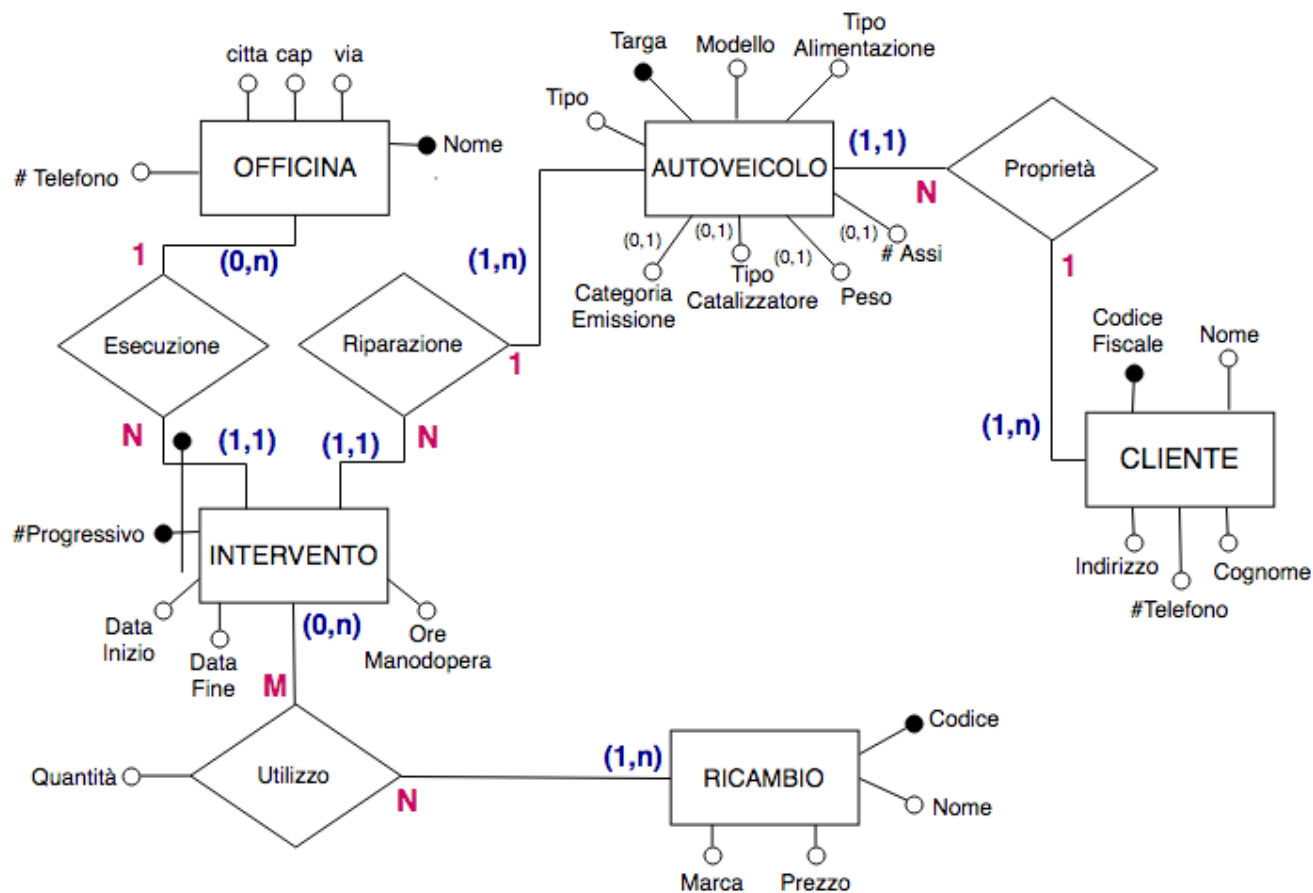 citta cap via
Nome
# Telefono
OFFICINA
1
(0,n)
Esecuzione
N
(1,1)
Tipo
Targa
Modello
Tipo
Alimentazione
AUTOVEICOLO
(1,1)
N
Proprietà
(1,n)
(0,1)
(0,1)
(0,1)
(0,1)
Categoria
Emissione
Tipo
Catalizzatore
Peso
# Assi
Riparazione
1
N
(1,1)
1
(1,n)
Codice
Fiscale
Nome
CLIENTE
Indirizzo
#Telefono
Cognome
#Progressivo
INTERVENTO
Data
Inizio
Data
Fine
(0,n)
Ore
Manodopera
M
Quantità
Utilizzo
N
(1,n)
RICAMBIO
Codice
Nome
Marca
Prezzo